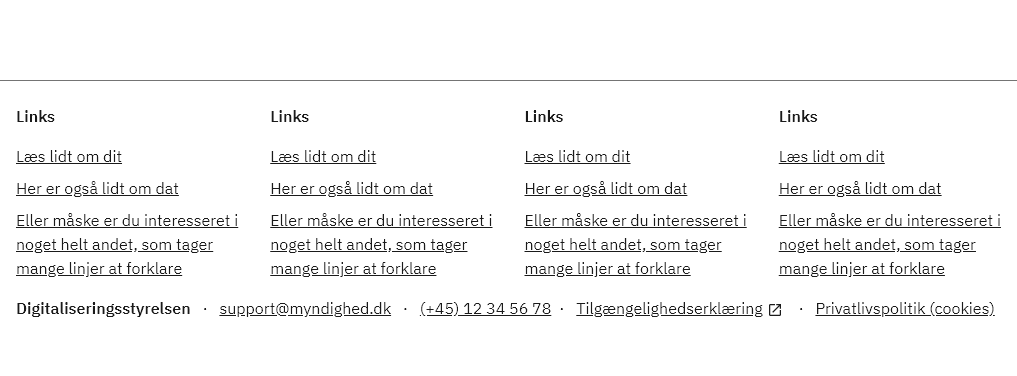 Links
Læs lidt om dit
Her er også lidt om dat
Eller måske er du interesseret i
noget helt andet, som tager
mange linjer at forklare
Links
Læs lidt om dit
Her er også lidt om dat
Eller måske er du interesseret i
noget helt andet, som tager
mange linjer at forklare
Links
Læs lidt om dit
Her er også lidt om dat
Eller måske er du interesseret i
noget helt andet, som tager
mange linjer at forklare
Links
Læs lidt om dit
Her er også lidt om dat
Eller måske er du interesseret i
noget helt andet, som tager
mange linjer at forklare
Digitaliseringsstyrelsen · support@myndighed.dk · (+45) 12 34 56 78 · Tilgængelighedserklæring · Privatlivspolitik (cookies)